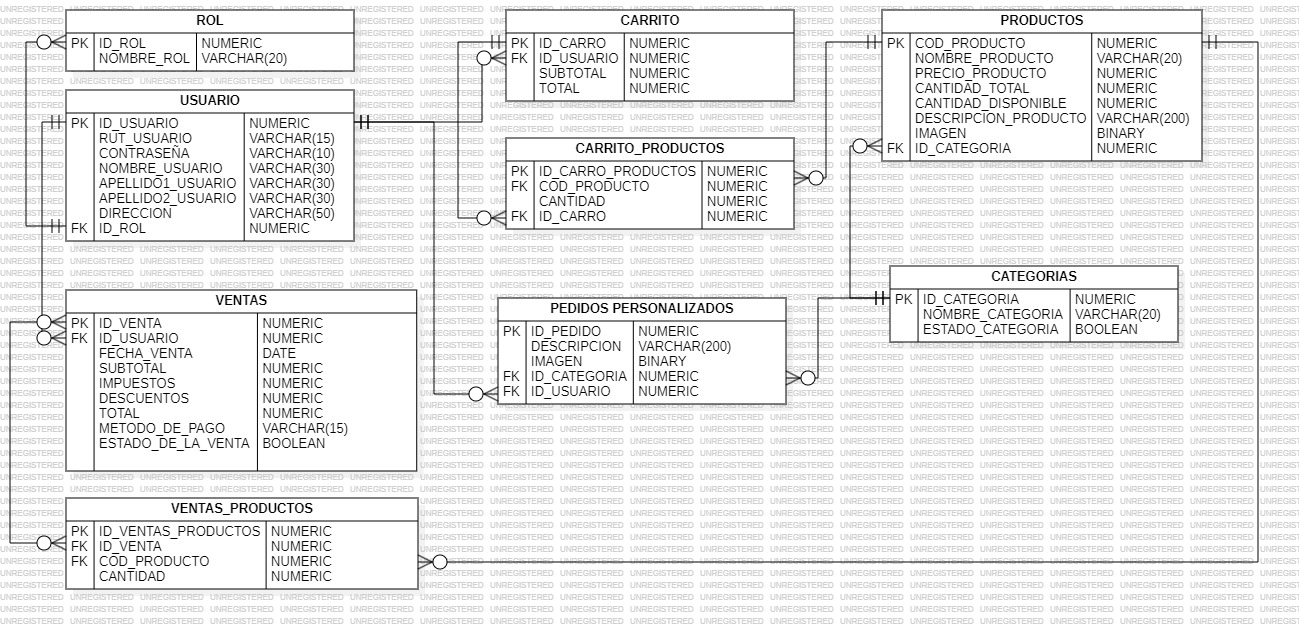 ROL
PK ID_ROL NUMERIC
NOMBRE_ROL VARCHAR(20)
USUARIO
PK ID_USUARIO NUMERIC
RUT_USUARIO VARCHAR(15)
CONTRASEÑA VARCHAR(10)
NOMBRE_USUARIO VARCHAR(30)
APELLIDO1_USUARIO VARCHAR(30)
APELLIDO2_USUARIO VARCHAR(30)
DIRECCION VARCHAR(50)
FK ID_ROL NUMERIC
VENTAS
PK ID_VENTA NUMERIC
FK ID_USUARIO NUMERIC
FECHA_VENTA DATE
SUBTOTAL NUMERIC
IMPUESTOS NUMERIC
DESCUENTOS NUMERIC
TOTAL NUMERIC
METODO_DE_PAGO VARCHAR(15)
ESTADO_DE_LA_VENTA BOOLEAN
VENTAS_PRODUCTOS
PK ID_VENTAS_PRODUCTOS NUMERIC
FK ID_VENTA NUMERIC
FK COD_PRODUCTO NUMERIC
CANTIDAD NUMERIC
CARRITO
PK ID_CARRO NUMERIC
FK ID_USUARIO NUMERIC
SUBTOTAL NUMERIC
TOTAL NUMERIC
CARRITO_PRODUCTOS
PK ID_CARRO_PRODUCTOS NUMERIC
FK COD_PRODUCTO NUMERIC
CANTIDAD NUMERIC
FK ID_CARRO NUMERIC
PEDIDOS PERSONALIZADOS
PK ID_PEDIDO NUMERIC
DESCRIPCION VARCHAR(200)
IMAGEN BINARY
FK ID_CATEGORIA NUMERIC
FK ID_USUARIO NUMERIC
PRODUCTOS
PK COD_PRODUCTO NUMERIC
NOMBRE_PRODUCTO VARCHAR(20)
PRECIO_PRODUCTO NUMERIC
CANTIDAD_TOTAL NUMERIC
CANTIDAD_DISPONIBLE NUMERIC
DESCRIPCION_PRODUCTO VARCHAR(200)
IMAGEN BINARY
FK ID_CATEGORIA NUMERIC
CATEGORIAS
PK ID_CATEGORIA NUMERIC
NOMBRE_CATEGORIA VARCHAR(20)
ESTADO_CATEGORIA BOOLEAN
UNREGISTERED